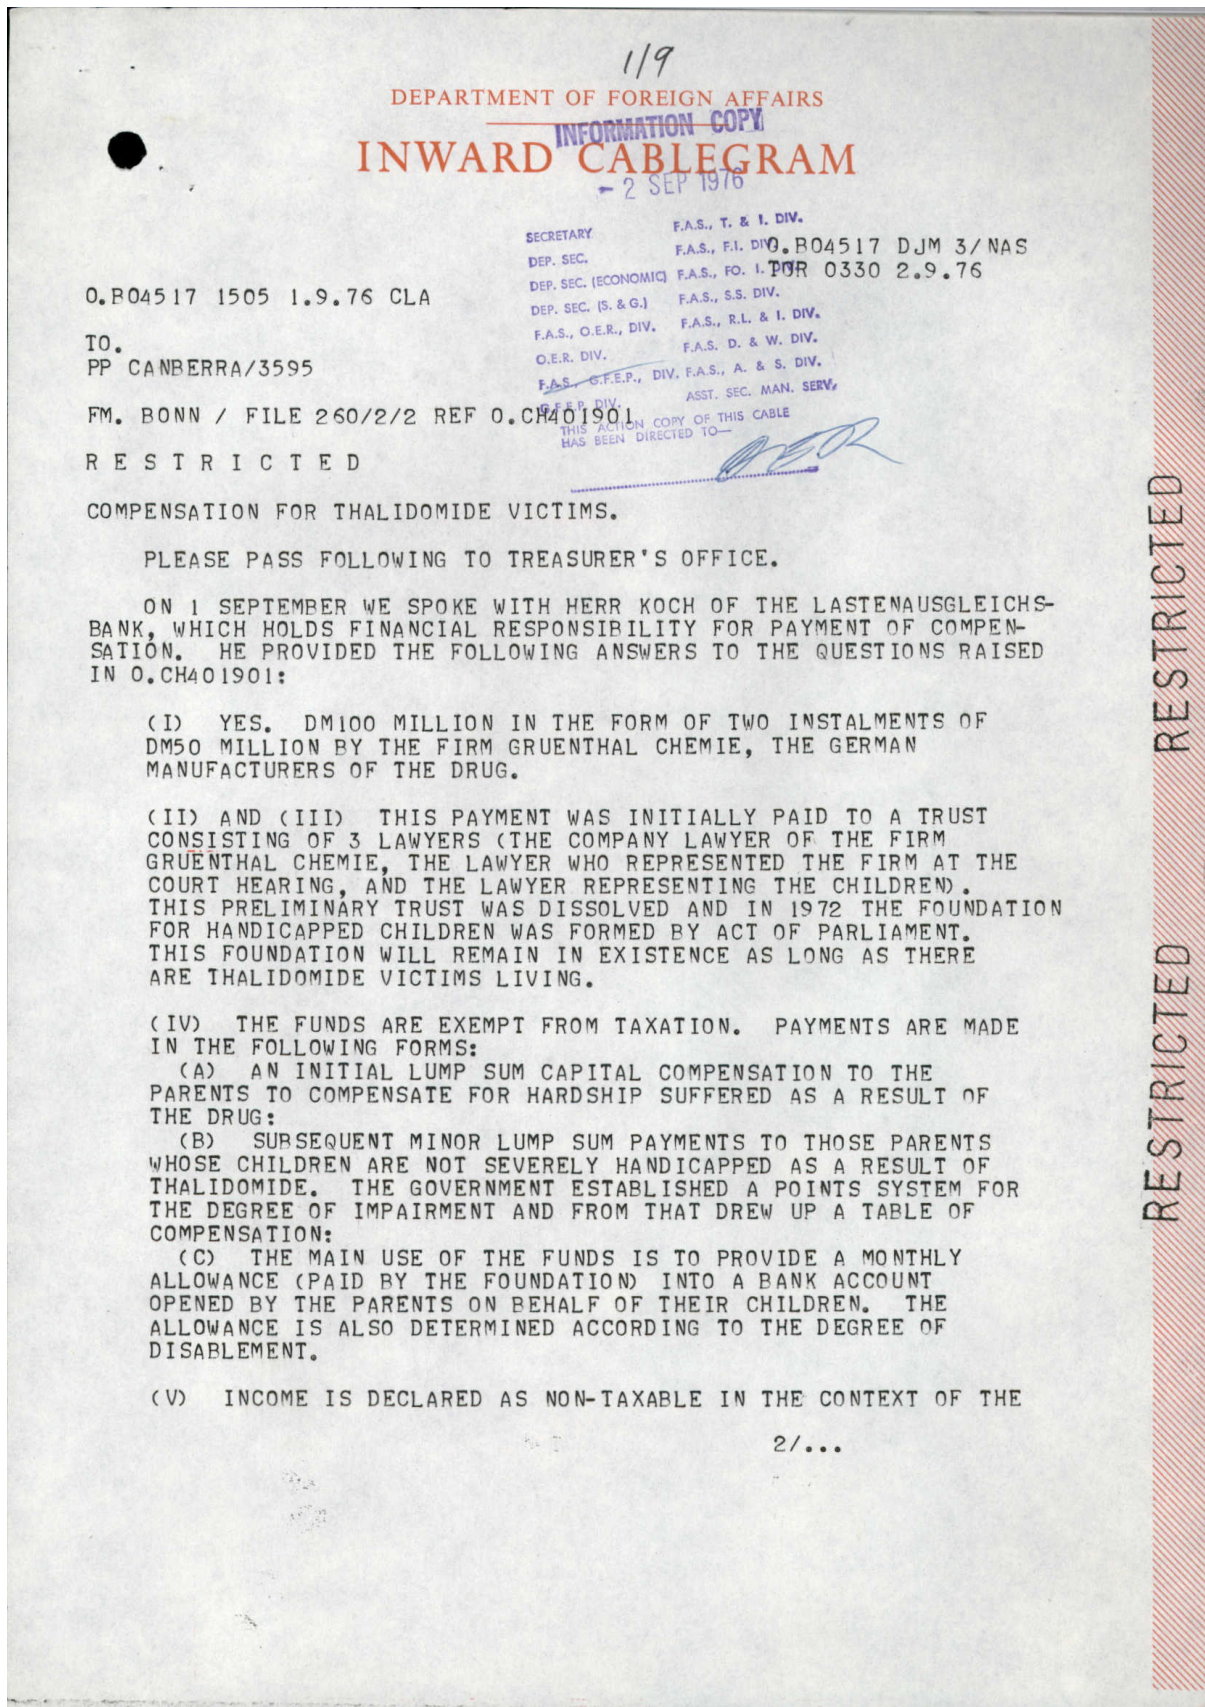 1/9
DEPARTMENT OF FOREIGN AFFAIRS
INFORMATION COPY
INWARD CABLEGRAM
- 2 SEP 1976
SECRETARY F.A.S., T. & I. DIV.
DEP. SEC. F.A.S., F.I. DIV.
DEP. SEC. (ECONOMIC) F.A.S., FO. I. DIV.
DEP. SEC. (S. & G.) F.A.S., S.S. DIV.
F.A.S., O.E.R., DIV. F.A.S., R.L. & I. DIV.
O.E.R. DIV. F.A.S. D. & W. DIV.
F.A.S., G.F.E.P., DIV. F.A.S., A. & S. DIV.
G.F.E.P. DIV. ASST. SEC. MAN. SERV.
THIS ACTION COPY OF THIS CABLE
HAS BEEN DIRECTED TO—
O.BO4517 DJM 3/NAS
TOR 0330 2.9.76
O.BO4517 1505 1.9.76 CLA
TO.
PP CANBERRA/3595
FM. BONN / FILE 260/2/2 REF O.CH401901
R E S T R I C T E D
COMPENSATION FOR THALIDOMIDE VICTIMS.
PLEASE PASS FOLLOWING TO TREASURER'S OFFICE.
ON 1 SEPTEMBER WE SPOKE WITH HERR KOCH OF THE LASTENAUSGLEICHS-
BANK, WHICH HOLDS FINANCIAL RESPONSIBILITY FOR PAYMENT OF COMPEN-
SATION. HE PROVIDED THE FOLLOWING ANSWERS TO THE QUESTIONS RAISED
IN O.CH401901:
(I) YES. DM100 MILLION IN THE FORM OF TWO INSTALMENTS OF
DM50 MILLION BY THE FIRM GRUENTHAL CHEMIE, THE GERMAN
MANUFACTURERS OF THE DRUG.
(II) AND (III) THIS PAYMENT WAS INITIALLY PAID TO A TRUST
CONSISTING OF 3 LAWYERS (THE COMPANY LAWYER OF THE FIRM
GRUENTHAL CHEMIE, THE LAWYER WHO REPRESENTED THE FIRM AT THE
COURT HEARING, AND THE LAWYER REPRESENTING THE CHILDREN).
THIS PRELIMINARY TRUST WAS DISSOLVED AND IN 1972 THE FOUNDATION
FOR HANDICAPPED CHILDREN WAS FORMED BY ACT OF PARLIAMENT.
THIS FOUNDATION WILL REMAIN IN EXISTENCE AS LONG AS THERE
ARE THALIDOMIDE VICTIMS LIVING.
(IV) THE FUNDS ARE EXEMPT FROM TAXATION. PAYMENTS ARE MADE
IN THE FOLLOWING FORMS:
(A) AN INITIAL LUMP SUM CAPITAL COMPENSATION TO THE
PARENTS TO COMPENSATE FOR HARDSHIP SUFFERED AS A RESULT OF
THE DRUG:
(B) SUBSEQUENT MINOR LUMP SUM PAYMENTS TO THOSE PARENTS
WHOSE CHILDREN ARE NOT SEVERELY HANDICAPPED AS A RESULT OF
THALIDOMIDE. THE GOVERNMENT ESTABLISHED A POINTS SYSTEM FOR
THE DEGREE OF IMPAIRMENT AND FROM THAT DREW UP A TABLE OF
COMPENSATION:
(C) THE MAIN USE OF THE FUNDS IS TO PROVIDE A MONTHLY
ALLOWANCE (PAID BY THE FOUNDATION) INTO A BANK ACCOUNT
OPENED BY THE PARENTS ON BEHALF OF THEIR CHILDREN. THE
ALLOWANCE IS ALSO DETERMINED ACCORDING TO THE DEGREE OF
DISABLEMENT.
(V) INCOME IS DECLARED AS NON-TAXABLE IN THE CONTEXT OF THE
2/...
RESTRICTED
RESTRICTED